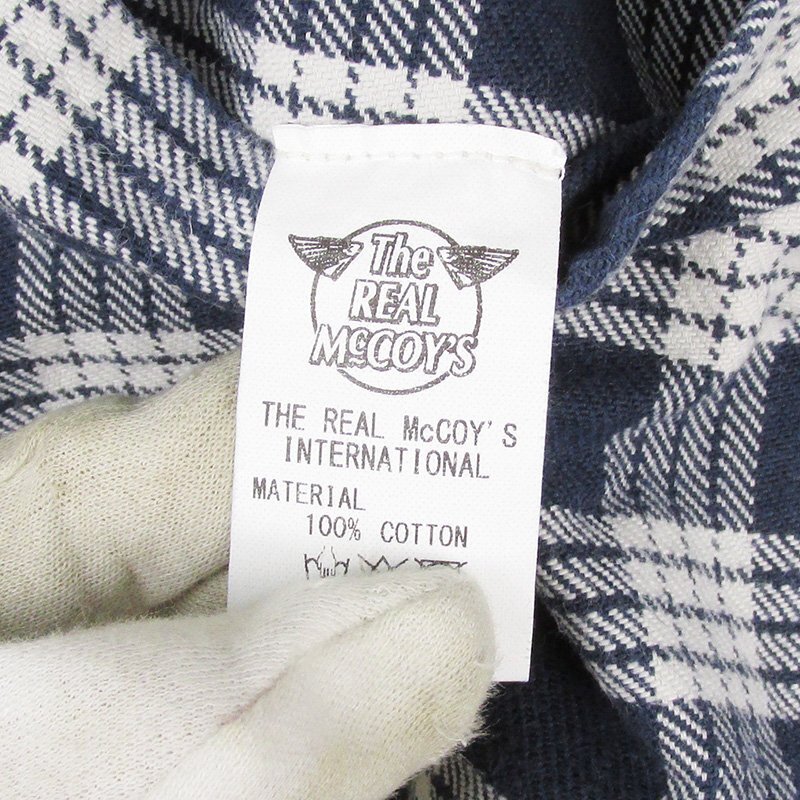 The
REAL
McCOY'S
THE REAL McCOY'S
INTERNATIONAL
MATERIAL
100% COTTON